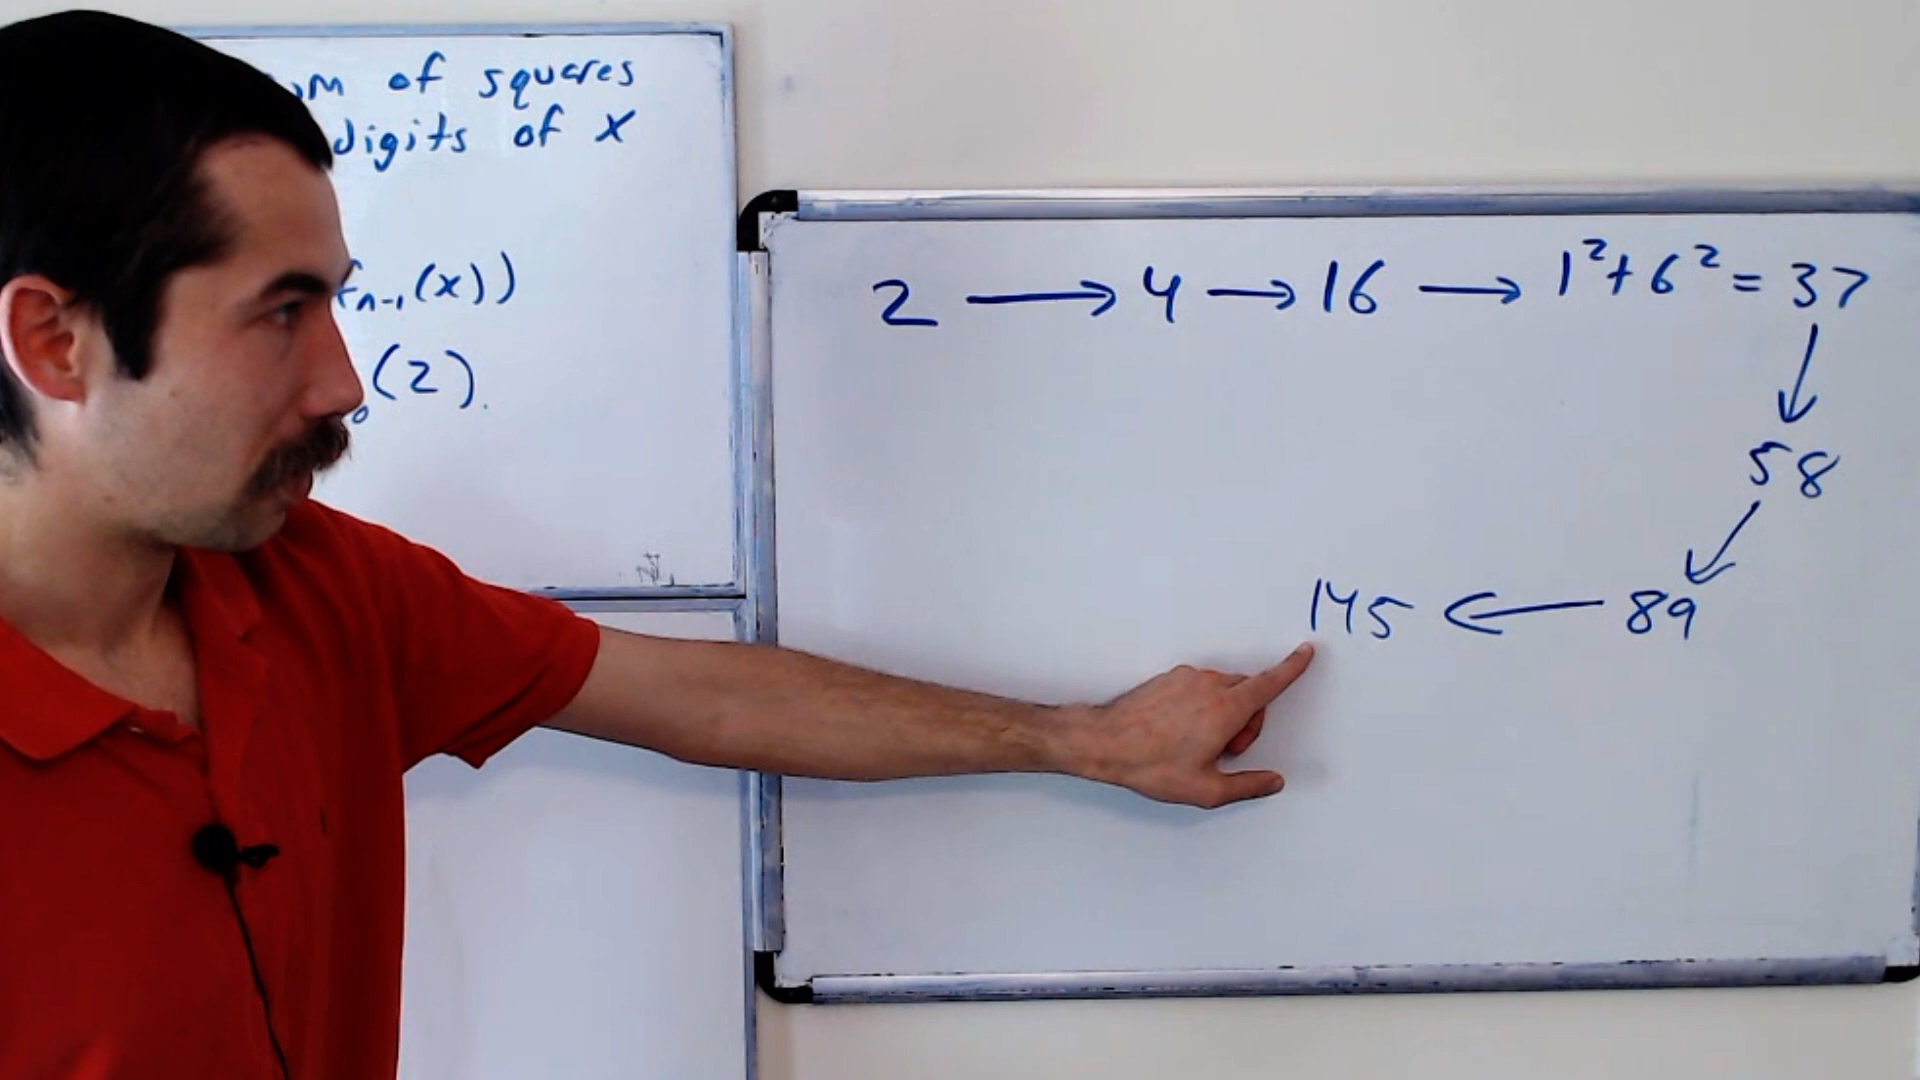 of squares
digits of x
(x))
(2).
2 → 4 → 16 → 1²+6² = 37
↓
58
↙
145 ← 89